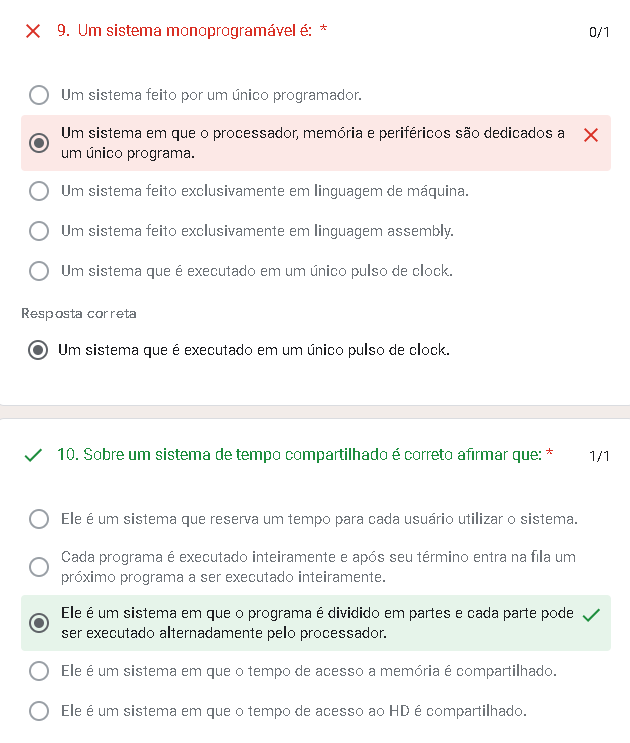 9. Um sistema monoprogramável é: *
0/1
Um sistema feito por um único programador.
Um sistema em que o processador, memória e periféricos são dedicados a
um único programa.
Um sistema feito exclusivamente em linguagem de máquina.
Um sistema feito exclusivamente em linguagem assembly.
Um sistema que é executado em um único pulso de clock.
Resposta correta
Um sistema que é executado em um único pulso de clock.
10. Sobre um sistema de tempo compartilhado é correto afirmar que: *
1/1
Ele é um sistema que reserva um tempo para cada usuário utilizar o sistema.
Cada programa é executado inteiramente e após seu término entra na fila um
próximo programa a ser executado inteiramente.
Ele é um sistema em que o programa é dividido em partes e cada parte pode
ser executado alternadamente pelo processador.
Ele é um sistema em que o tempo de acesso a memória é compartilhado.
Ele é um sistema em que o tempo de acesso ao HD é compartilhado.